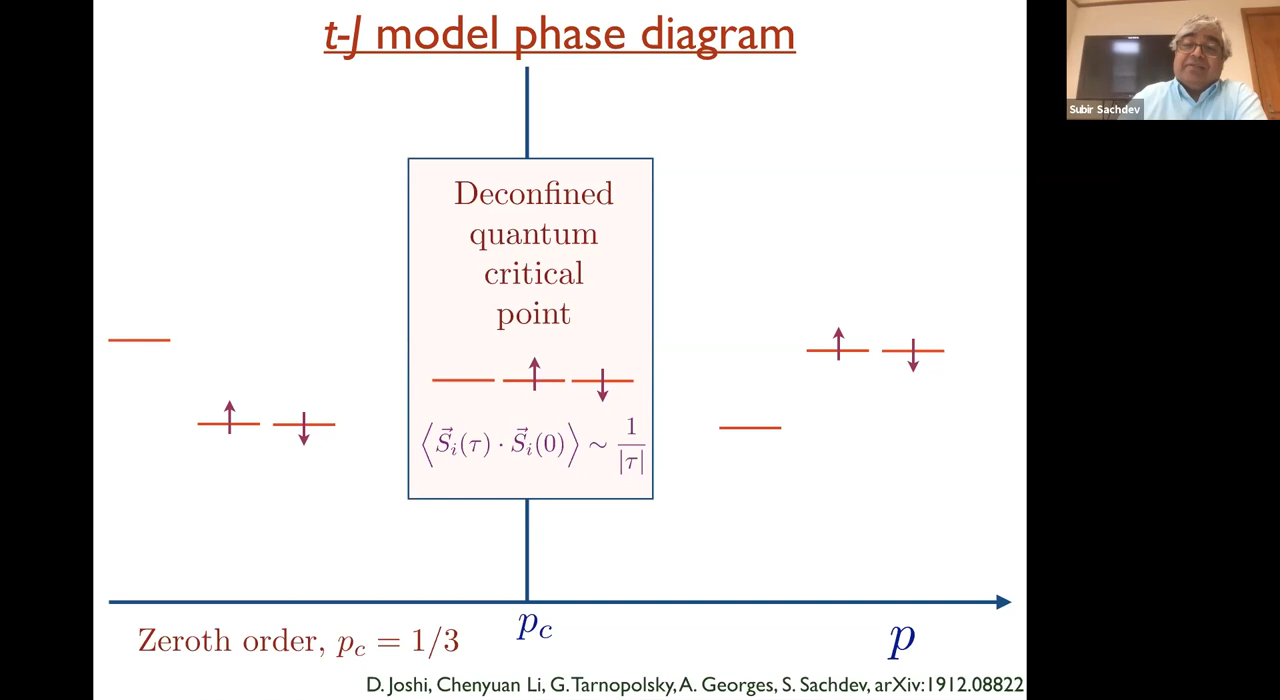 t-J model phase diagram
Subir Sachdev
Deconfined
quantum
critical
point
⟨S⃗ᵢ(τ) · S⃗ᵢ(0)⟩ ~ 1/|τ|
p_c
p
Zeroth order, p_c = 1/3
D. Joshi, Chenyuan Li, G. Tarnopolsky, A. Georges, S. Sachdev, arXiv:1912.08822